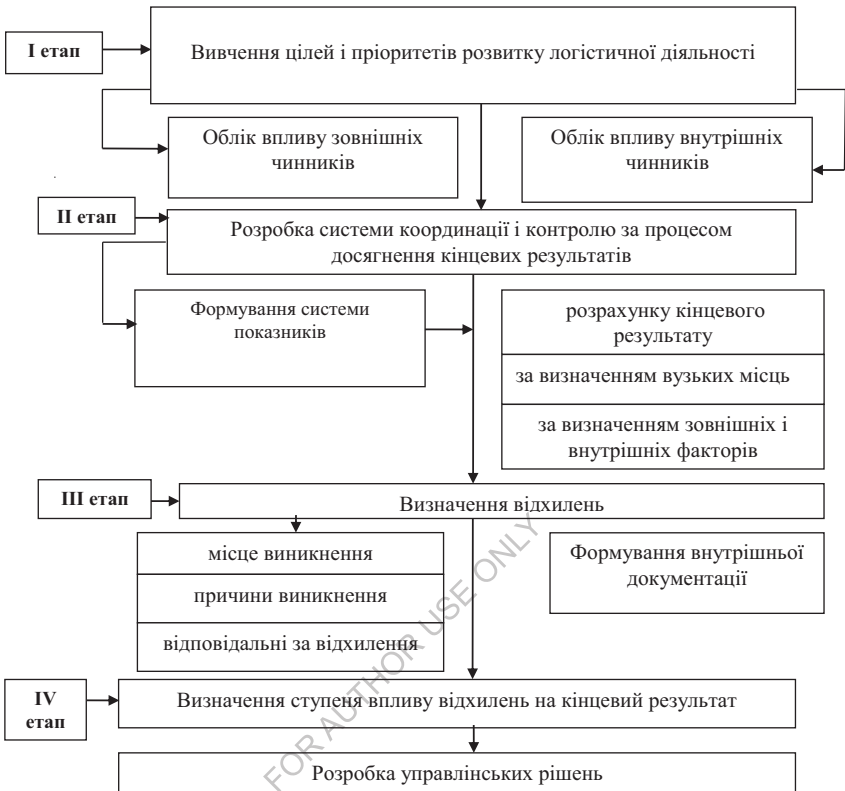 I етап
Вивчення цілей і пріоритетів розвитку логістичної діяльності
Облік впливу зовнішніх
чинників
Облік впливу внутрішніх
чинників
II етап
Розробка системи координації і контролю за процесом
досягнення кінцевих результатів
Формування системи
показників
розрахунку кінцевого
результату
за визначенням вузьких місць
за визначенням зовнішніх і
внутрішніх факторів
III етап
Визначення відхилень
місце виникнення
причини виникнення
відповідальні за відхилення
Формування внутрішньої
документації
IV
етап
Визначення ступеня впливу відхилень на кінцевий результат
Розробка управлінських рішень
FOR AUTHOR USE ONLY